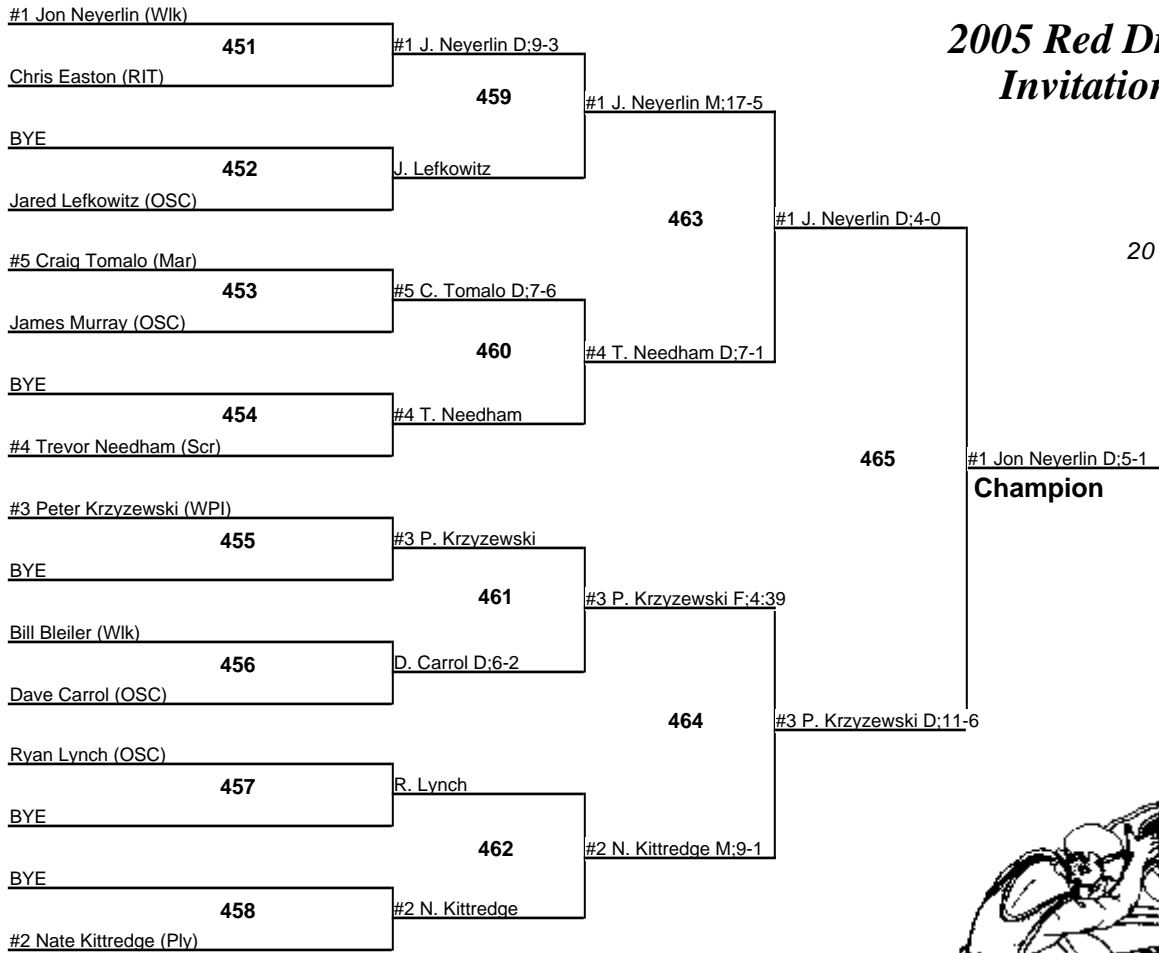 #1 Jon Neyerlin (Wlk)
451
Chris Easton (RIT)
BYE
452
Jared Lefkowitz (OSC)
#5 Craig Tomalo (Mar)
453
James Murray (OSC)
BYE
454
#4 Trevor Needham (Scr)
#3 Peter Krzyzewski (WPI)
455
BYE
Bill Bleiler (Wlk)
456
Dave Carrol (OSC)
Ryan Lynch (OSC)
457
BYE
BYE
458
#2 Nate Kittredge (Ply)
#1 J. Neyerlin D;9-3
459
J. Lefkowitz
#5 C. Tomalo D;7-6
460
#4 T. Needham
#3 P. Krzyzewski
461
D. Carrol D;6-2
R. Lynch
462
#2 N. Kittredge
#1 J. Neyerlin M;17-5
463
#4 T. Needham D;7-1
#3 P. Krzyzewski F;4:39
464
#2 N. Kittredge M;9-1
#1 J. Neyerlin D;4-0
465
#3 P. Krzyzewski D;11-6
#1 Jon Neyerlin D;5-1
Champion
2005 Red
20